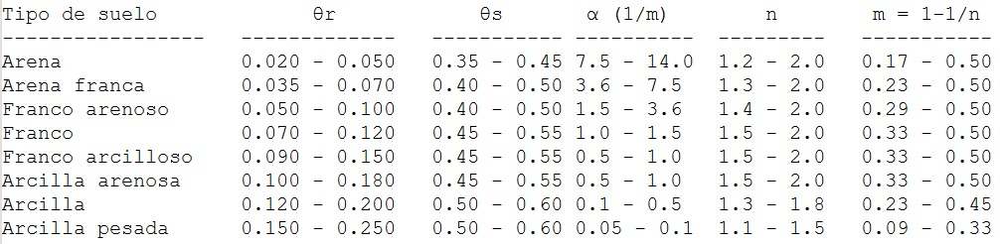 Tipo de suelo θr θs α (1/m) n m = 1-1/n
----------------- ------------- ----------- ---------- --------- -----------
Arena 0.020 - 0.050 0.35 - 0.45 7.5 - 14.0 1.2 - 2.0 0.17 - 0.50
Arena franca 0.035 - 0.070 0.40 - 0.50 3.6 - 7.5 1.3 - 2.0 0.23 - 0.50
Franco arenoso 0.050 - 0.100 0.40 - 0.50 1.5 - 3.6 1.4 - 2.0 0.29 - 0.50
Franco 0.070 - 0.120 0.45 - 0.55 1.0 - 1.5 1.5 - 2.0 0.33 - 0.50
Franco arcilloso 0.090 - 0.150 0.45 - 0.55 0.5 - 1.0 1.5 - 2.0 0.33 - 0.50
Arcilla arenosa 0.100 - 0.180 0.45 - 0.55 0.5 - 1.0 1.5 - 2.0 0.33 - 0.50
Arcilla 0.120 - 0.200 0.50 - 0.60 0.1 - 0.5 1.3 - 1.8 0.23 - 0.45
Arcilla pesada 0.150 - 0.250 0.50 - 0.60 0.05 - 0.1 1.1 - 1.5 0.09 - 0.33